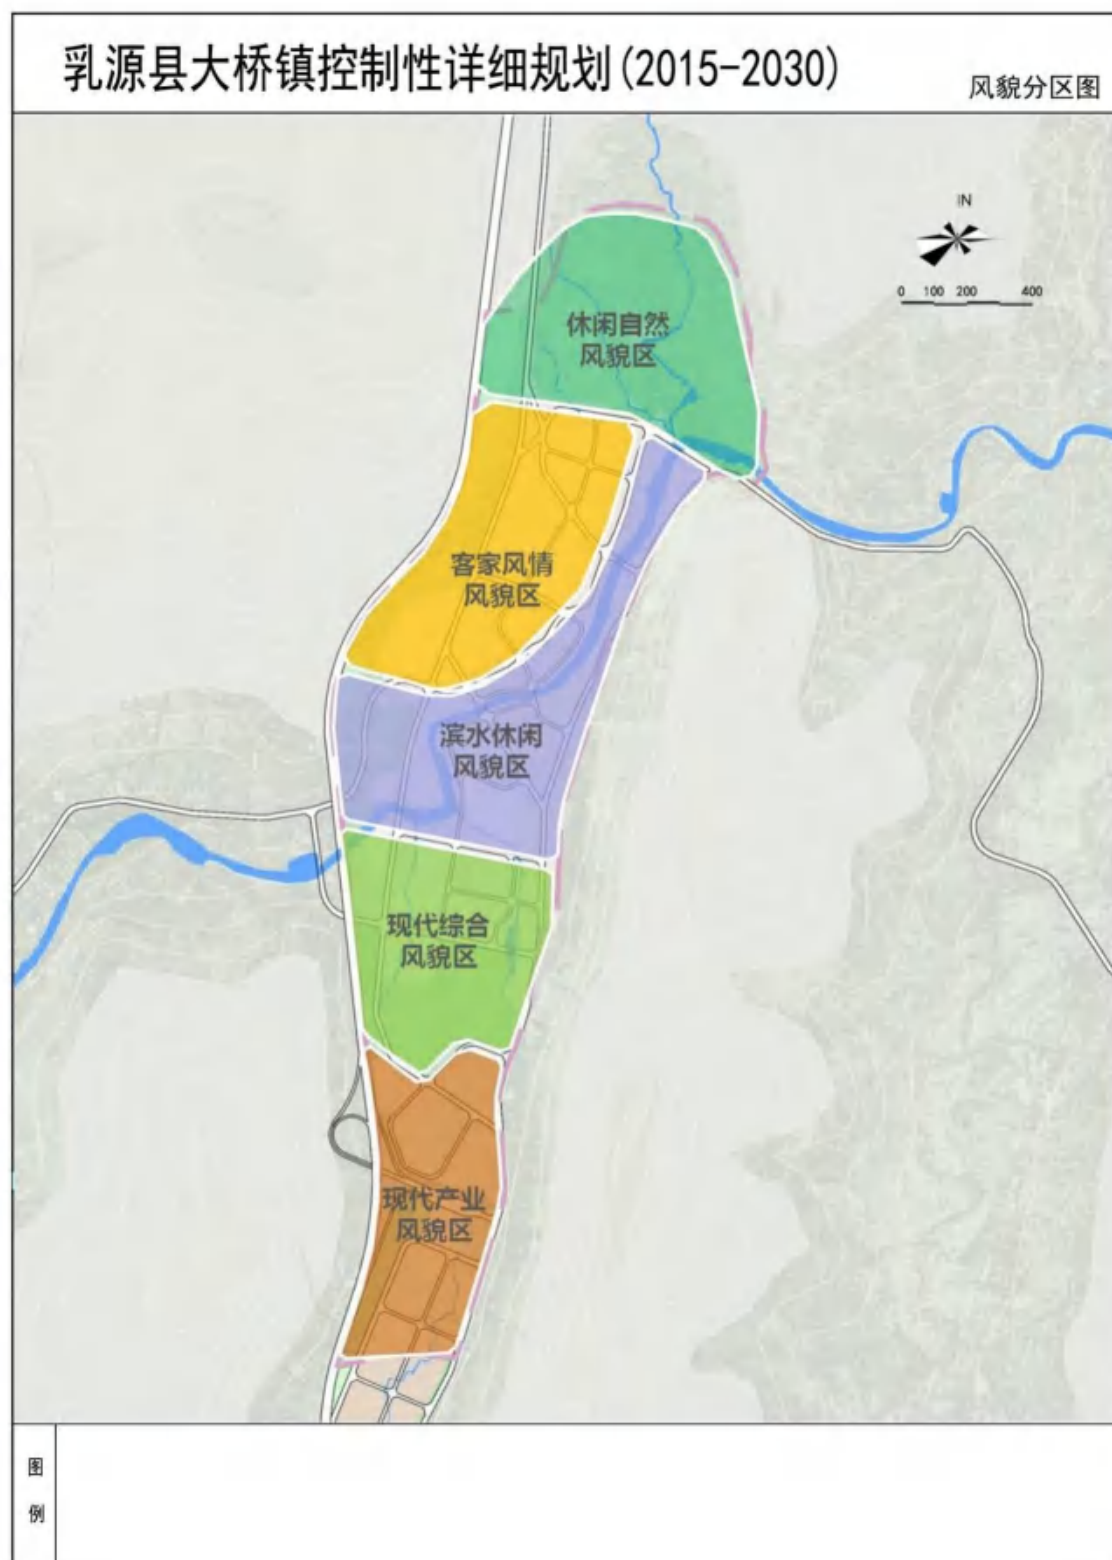 乳源县大桥镇控制性详细规划(2015-2030)
风貌分区图
N
0 100 200 400
休闲自然
风貌区
客家风情
风貌区
滨水休闲
风貌区
现代综合
风貌区
现代产业
风貌区
图
例